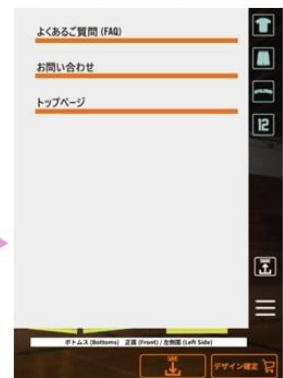 よくあるご質問 (FAQ)
お問い合わせ
トップページ
12
ボトムス (Bottoms) 正面 (Front) / 左側面 (Left Side)
デザイン確定